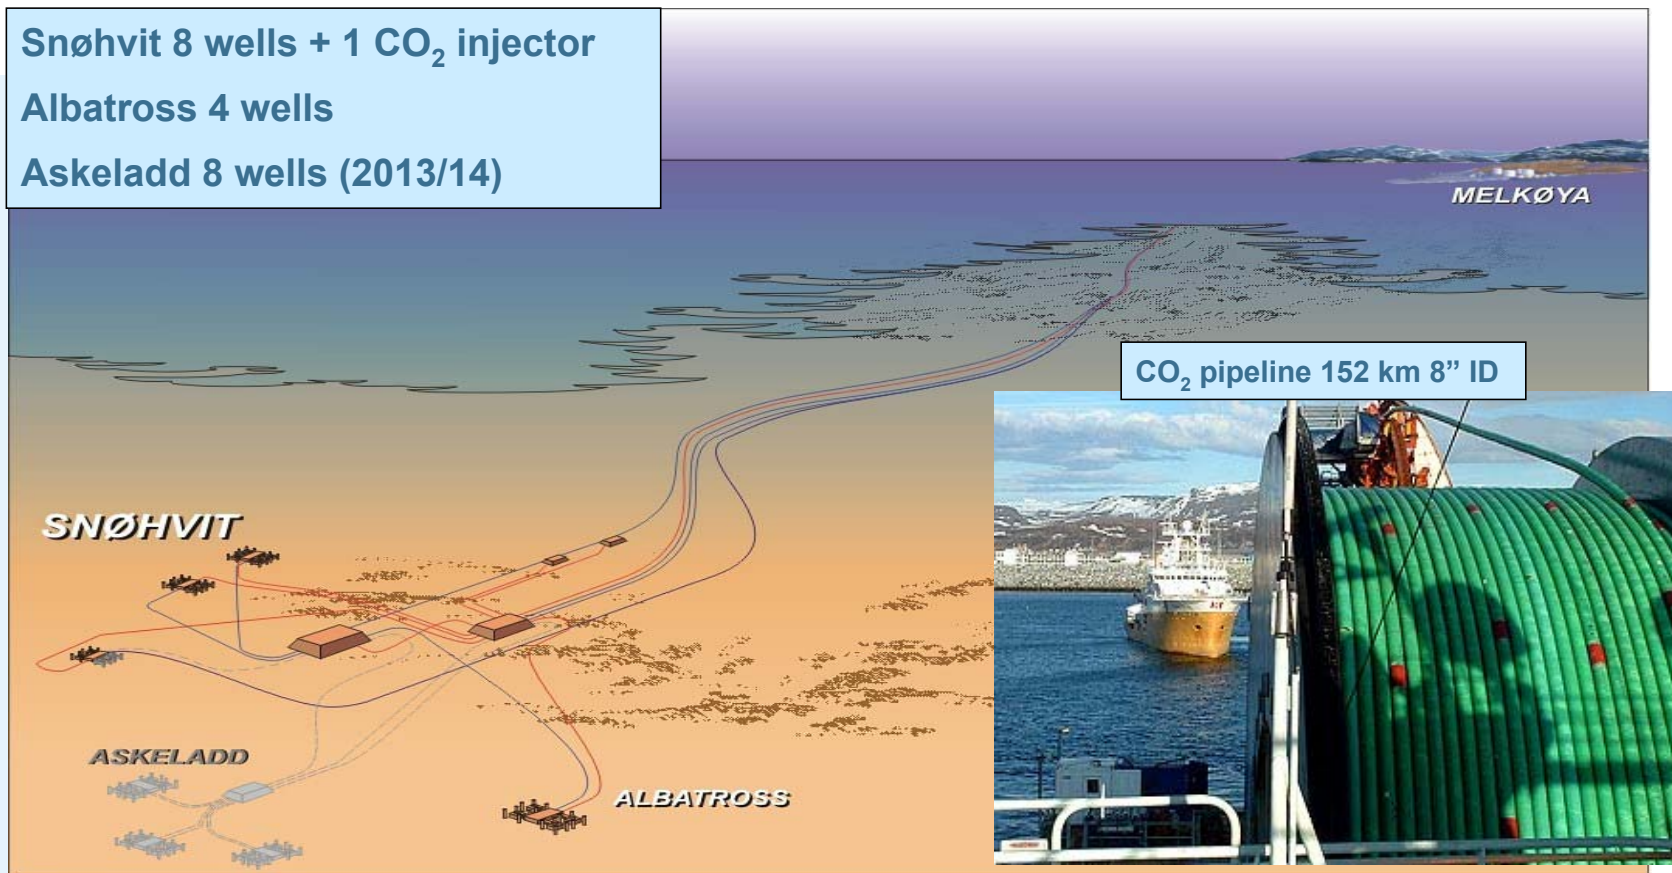 Snøhvit 8 wells + 1 CO₂ injector
Albatross 4 wells
Askeladd 8 wells (2013/14)
MELKØYA
CO₂ pipeline 152 km 8” ID
SNØHVIT
ASKELADD
ALBATROSS